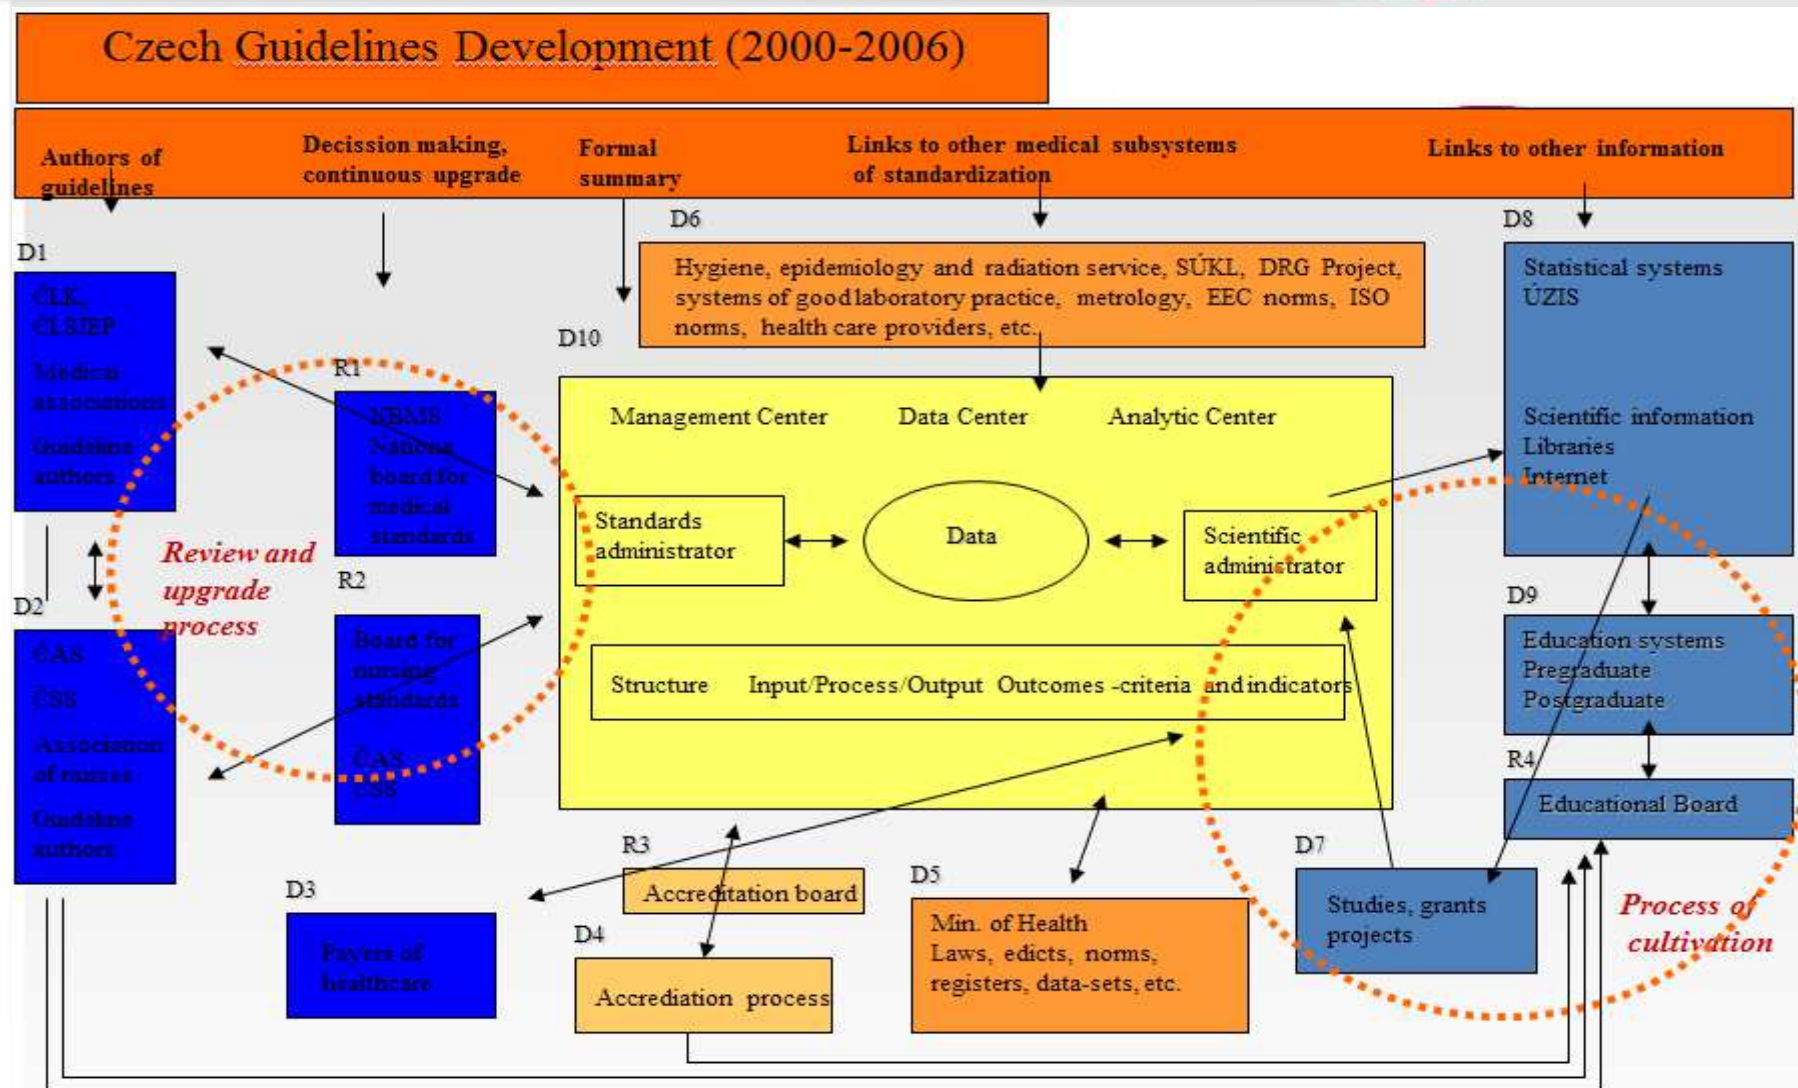 Czech Guidelines Development (2000-2006)
Authors of
guidelines
Decission making,
continuous upgrade
Formal
summary
Links to other medical subsystems
of standardization
Links to other information
D1
ČLK,
ČLSJEP
Medical
associations
Guideline
authors
D2
ČAS
ČSS
Association
of nurses
Guideline
authors
Review and
upgrade
process
R1
NBMS
Nationa
board for
medical
standards
R2
Board for
nursing
standards
ČAS
ČSS
D3
Payers of
healthcare
D6
Hygiene, epidemiology and radiation service, SÚKL, DRG Project,
systems of good laboratory practice, metrology, EEC norms, ISO
norms, health care providers, etc.
D10
Management Center
Data Center
Analytic Center
Standards
administrator
Data
Scientific
administrator
Structure Input/Process/Output Outcomes -criteria and indicators
R3
Accreditation board
D4
Accrediation process
D5
Min. of Health
Laws, edicts, norms,
registers, data-sets, etc.
D7
Studies, grants
projects
D8
Statistical systems
ÚZIS
Scientific information
Libraries
Internet
D9
Education systems
Pregraduate
Postgraduate
R4
Educational Board
Process of
cultivation